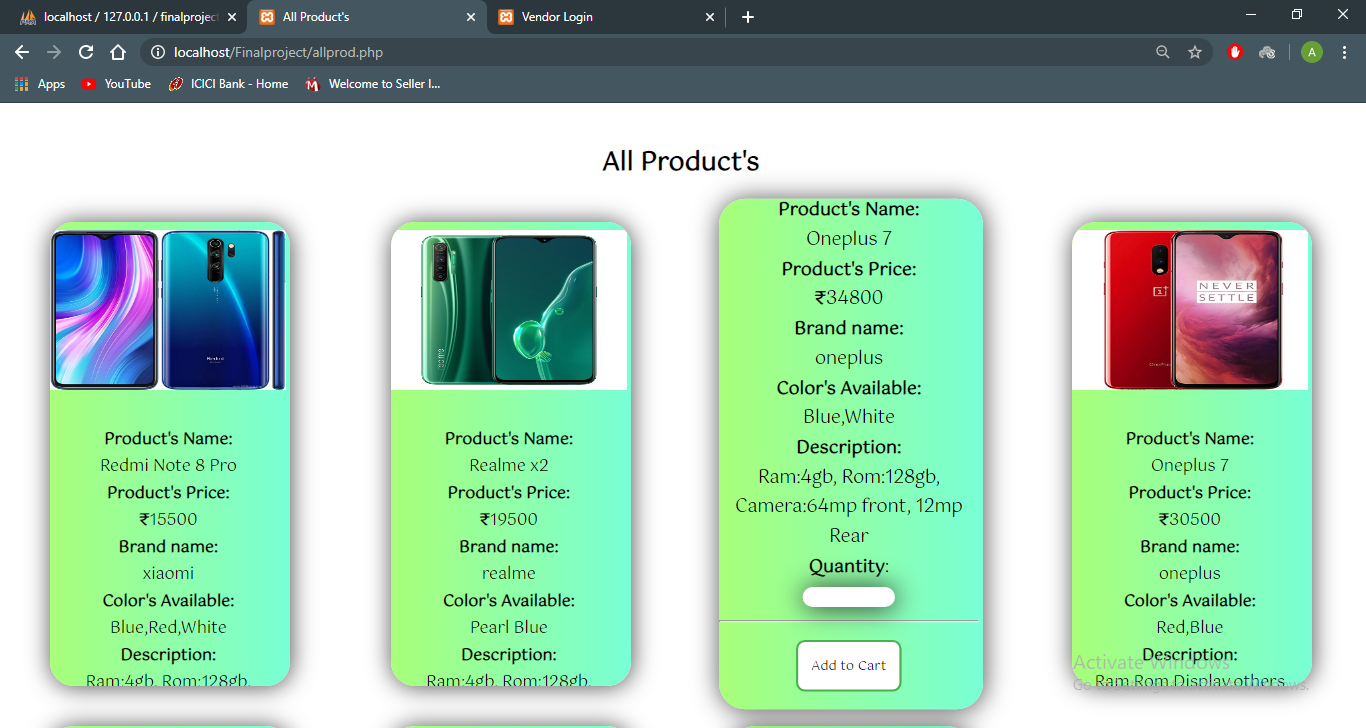 localhost / 127.0.0.1 / finalproject
All Product's
Vendor Login
localhost/Finalproject/allprod.php
A
Apps
YouTube
ICICI Bank - Home
Welcome to Seller I...
All Product's
Product's Name:
Redmi Note 8 Pro
Product's Price:
₹15500
Brand name:
xiaomi
Color's Available:
Blue,Red,White
Description:
Ram:4gb, Rom:128gb,
Product's Name:
Realme x2
Product's Price:
₹19500
Brand name:
realme
Color's Available:
Pearl Blue
Description:
Ram:4gb, Rom:128gb,
Product's Name:
Oneplus 7
Product's Price:
₹34800
Brand name:
oneplus
Color's Available:
Blue,White
Description:
Ram:4gb, Rom:128gb,
Camera:64mp front, 12mp
Rear
Quantity:
Add to Cart
NEVER
SETTLE
Product's Name:
Oneplus 7
Product's Price:
₹30500
Brand name:
oneplus
Color's Available:
Red,Blue
Description:
Ram Rom Display,others
Activate Windows